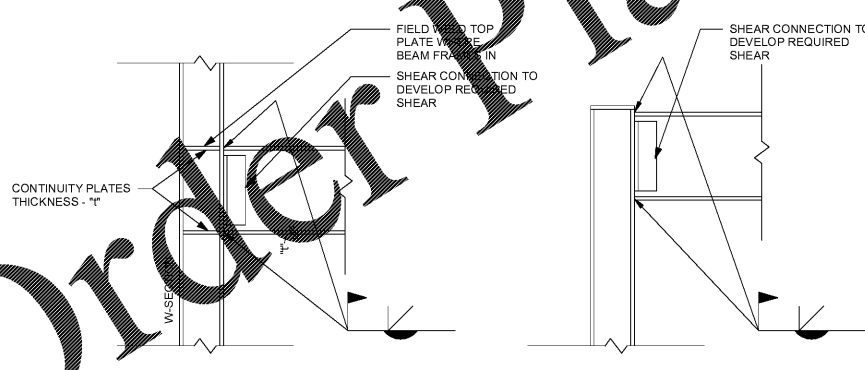 FIELD WELD TOP
PLATE WHERE
BEAM FRAMES IN
SHEAR CONNECTION TO
DEVELOP REQUIRED
SHEAR
CONTINUITY PLATES
THICKNESS - "t"
"t"
SHEAR CONNECTION TO
DEVELOP REQUIRED
SHEAR
Order Pla